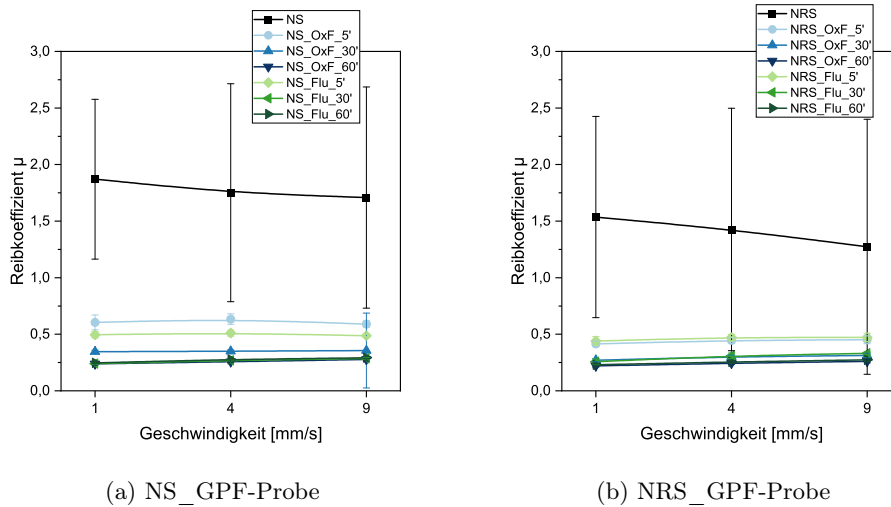 NS
NS_OxF_5'
NS_OxF_30'
NS_OxF_60'
NS_Flu_5'
NS_Flu_30'
NS_Flu_60'
3,0
2,5
2,0
1,5
1,0
0,5
0,0
Reibkoeffizient µ
1 4 9
Geschwindigkeit [mm/s]
(a) NS_GPF-Probe
NRS
NRS_OxF_5'
NRS_OxF_30'
NRS_OxF_60'
NRS_Flu_5'
NRS_Flu_30'
NRS_Flu_60'
3,0
2,5
2,0
1,5
1,0
0,5
0,0
Reibkoeffizient µ
1 4 9
Geschwindigkeit [mm/s]
(b) NRS_GPF-Probe